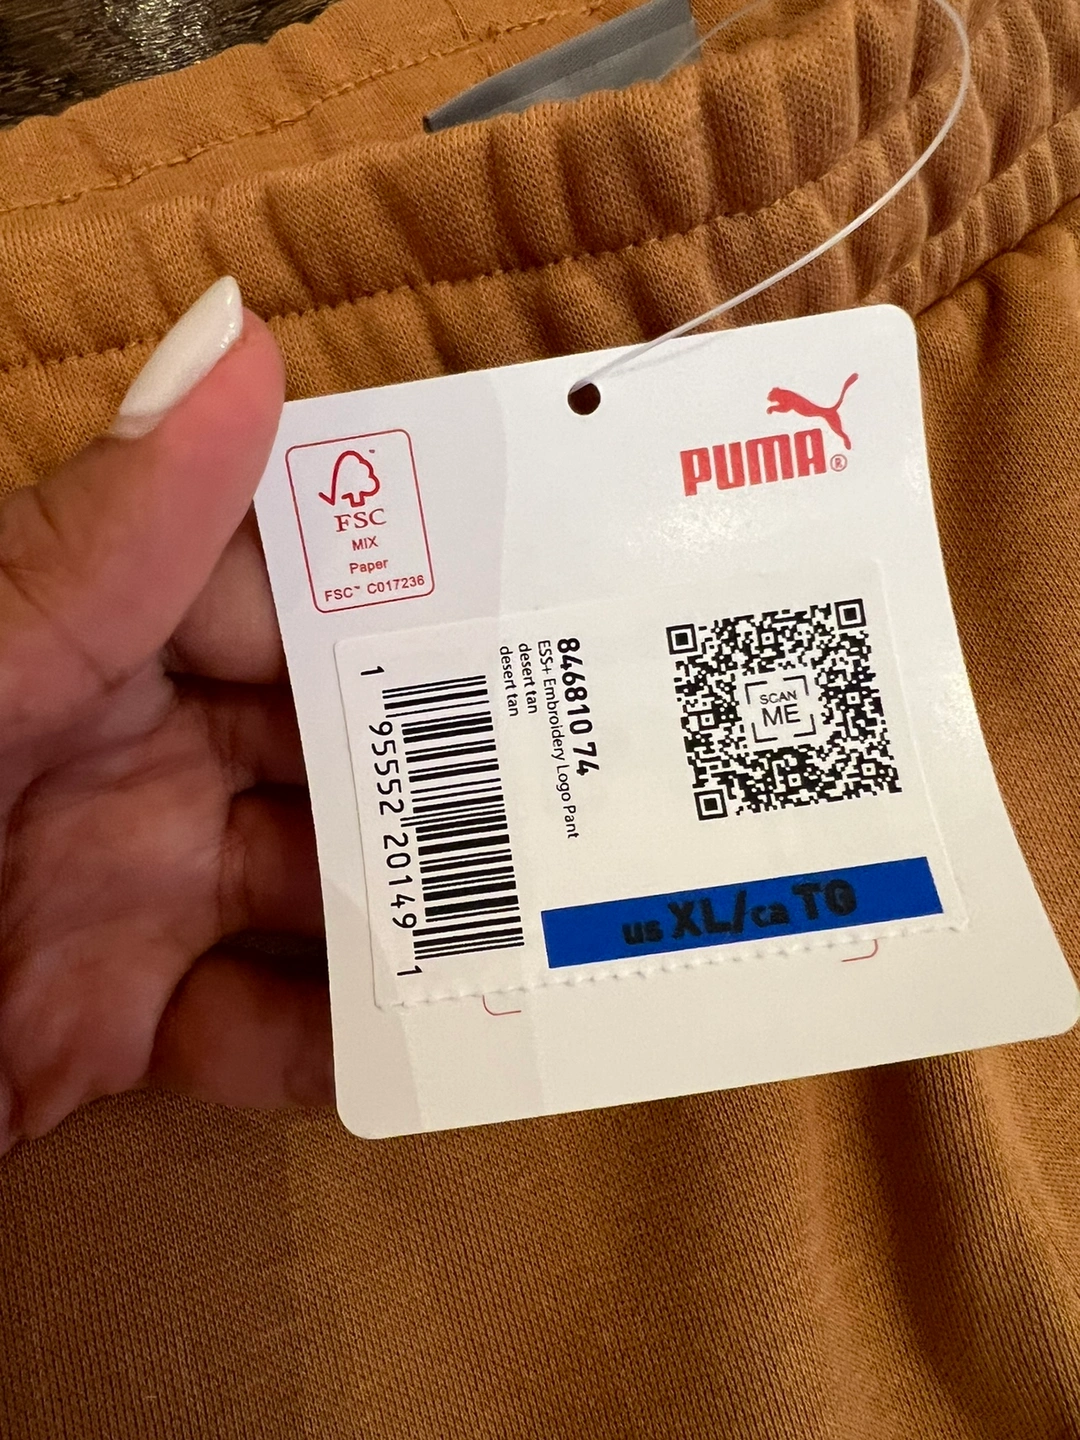 PUMA®
FSC
MIX
Paper
FSC™ C017236
846810 74
ESS+ Embroidery Logo Pant
desert tan
desert tan
1 95552 20149 1
SCAN
ME
us XL/ca TG